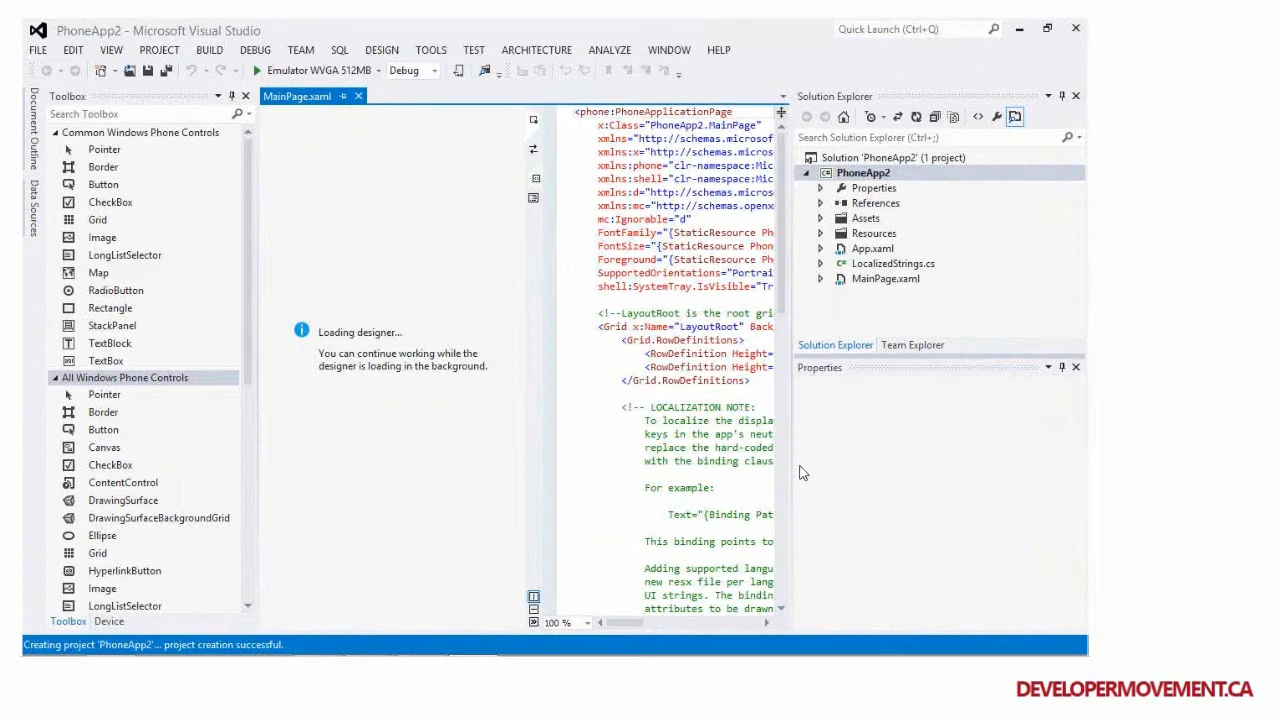 PhoneApp2 - Microsoft Visual Studio
Quick Launch (Ctrl+Q)
FILE EDIT VIEW PROJECT BUILD DEBUG TEAM SQL DESIGN TOOLS TEST ARCHITECTURE ANALYZE WINDOW HELP
Emulator WVGA 512MB Debug
Document Outline
Data Sources
Toolbox
Search Toolbox
Common Windows Phone Controls
Pointer
Border
Button
CheckBox
Grid
Image
LongListSelector
Map
RadioButton
Rectangle
StackPanel
TextBlock
TextBox
All Windows Phone Controls
Pointer
Border
Button
Canvas
CheckBox
ContentControl
DrawingSurface
DrawingSurfaceBackgroundGrid
Ellipse
Grid
HyperlinkButton
Image
LongListSelector
Toolbox Device
MainPage.xaml
Loading designer...
You can continue working while the
designer is loading in the background.
<phone:PhoneApplicationPage
x:Class="PhoneApp2.MainPage"
xmlns="http://schemas.microsof
xmlns:x="http://schemas.micros
xmlns:phone="clr-namespace:Mic
xmlns:shell="clr-namespace:Mic
xmlns:d="http://schemas.micros
xmlns:mc="http://schemas.openx
mc:Ignorable="d"
FontFamily="{StaticResource Ph
FontSize="{StaticResource Phon
Foreground="{StaticResource Ph
SupportedOrientations="Portrai
shell:SystemTray.IsVisible="Tr
<!--LayoutRoot is the root gri
<Grid x:Name="LayoutRoot" Back
<Grid.RowDefinitions>
<RowDefinition Height=
<RowDefinition Height=
</Grid.RowDefinitions>
<!-- LOCALIZATION NOTE:
To localize the displa
keys in the app's neut
replace the hard-coded
with the binding claus
For example:
Text="{Binding Pat
This binding points to
Adding supported langu
new resx file per lang
UI strings. The bindin
attributes to be drawn
100 %
Solution Explorer
Search Solution Explorer (Ctrl+;)
Solution 'PhoneApp2' (1 project)
PhoneApp2
Properties
References
Assets
Resources
App.xaml
LocalizedStrings.cs
MainPage.xaml
Solution Explorer Team Explorer
Properties
Creating project 'PhoneApp2'... project creation successful.
DEVELOPERMOVEMENT.CA